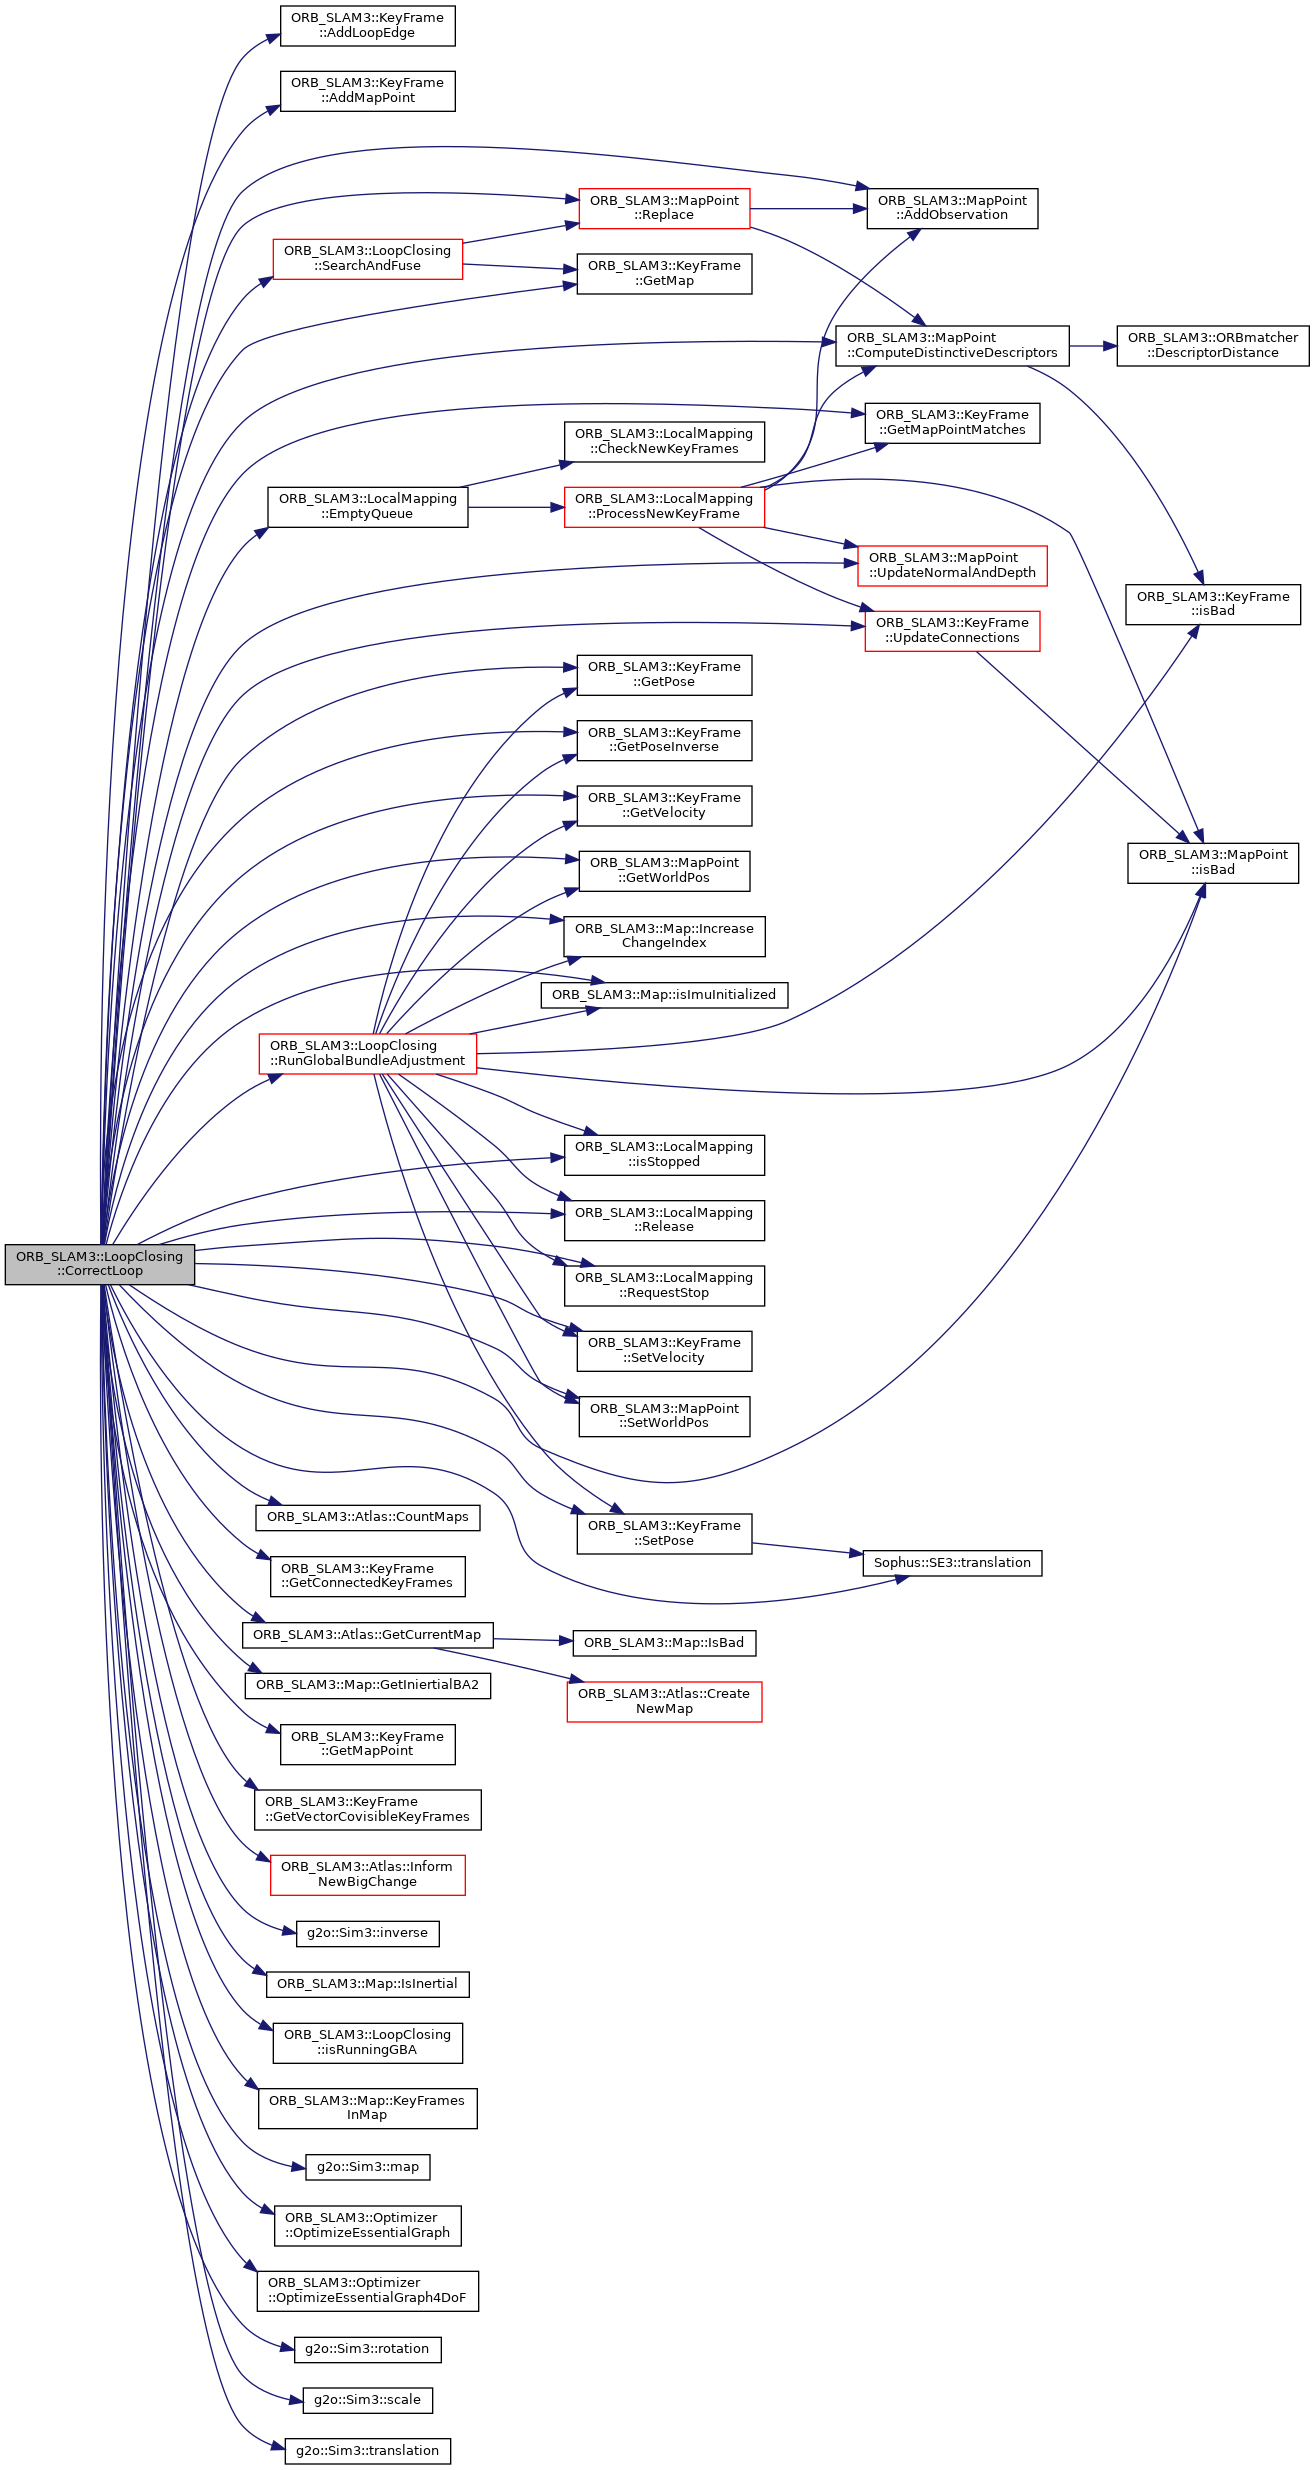 ORB_SLAM3::KeyFrame
::AddLoopEdge
ORB_SLAM3::KeyFrame
::AddMapPoint
ORB_SLAM3::MapPoint
::Replace
ORB_SLAM3::MapPoint
::AddObservation
ORB_SLAM3::LoopClosing
::SearchAndFuse
ORB_SLAM3::KeyFrame
::GetMap
ORB_SLAM3::MapPoint
::ComputeDistinctiveDescriptors
ORB_SLAM3::ORBmatcher
::DescriptorDistance
ORB_SLAM3::KeyFrame
::GetMapPointMatches
ORB_SLAM3::LocalMapping
::CheckNewKeyFrames
ORB_SLAM3::LocalMapping
::EmptyQueue
ORB_SLAM3::LocalMapping
::ProcessNewKeyFrame
ORB_SLAM3::MapPoint
::UpdateNormalAndDepth
ORB_SLAM3::KeyFrame
::isBad
ORB_SLAM3::KeyFrame
::UpdateConnections
ORB_SLAM3::KeyFrame
::GetPose
ORB_SLAM3::KeyFrame
::GetPoseInverse
ORB_SLAM3::KeyFrame
::GetVelocity
ORB_SLAM3::MapPoint
::GetWorldPos
ORB_SLAM3::MapPoint
::isBad
ORB_SLAM3::Map::Increase
ChangeIndex
ORB_SLAM3::Map::isImuInitialized
ORB_SLAM3::LoopClosing
::RunGlobalBundleAdjustment
ORB_SLAM3::LocalMapping
::isStopped
ORB_SLAM3::LocalMapping
::Release
ORB_SLAM3::LoopClosing
::CorrectLoop
ORB_SLAM3::LocalMapping
::RequestStop
ORB_SLAM3::KeyFrame
::SetVelocity
ORB_SLAM3::MapPoint
::SetWorldPos
ORB_SLAM3::Atlas::CountMaps
ORB_SLAM3::KeyFrame
::SetPose
Sophus::SE3::translation
ORB_SLAM3::KeyFrame
::GetConnectedKeyFrames
ORB_SLAM3::Atlas::GetCurrentMap
ORB_SLAM3::Map::IsBad
ORB_SLAM3::Map::GetIniertialBA2
ORB_SLAM3::Atlas::Create
NewMap
ORB_SLAM3::KeyFrame
::GetMapPoint
ORB_SLAM3::KeyFrame
::GetVectorCovisibleKeyFrames
ORB_SLAM3::Atlas::Inform
NewBigChange
g2o::Sim3::inverse
ORB_SLAM3::Map::IsInertial
ORB_SLAM3::LoopClosing
::isRunningGBA
ORB_SLAM3::Map::KeyFrames
InMap
g2o::Sim3::map
ORB_SLAM3::Optimizer
::OptimizeEssentialGraph
ORB_SLAM3::Optimizer
::OptimizeEssentialGraph4DoF
g2o::Sim3::rotation
g2o::Sim3::scale
g2o::Sim3::translation